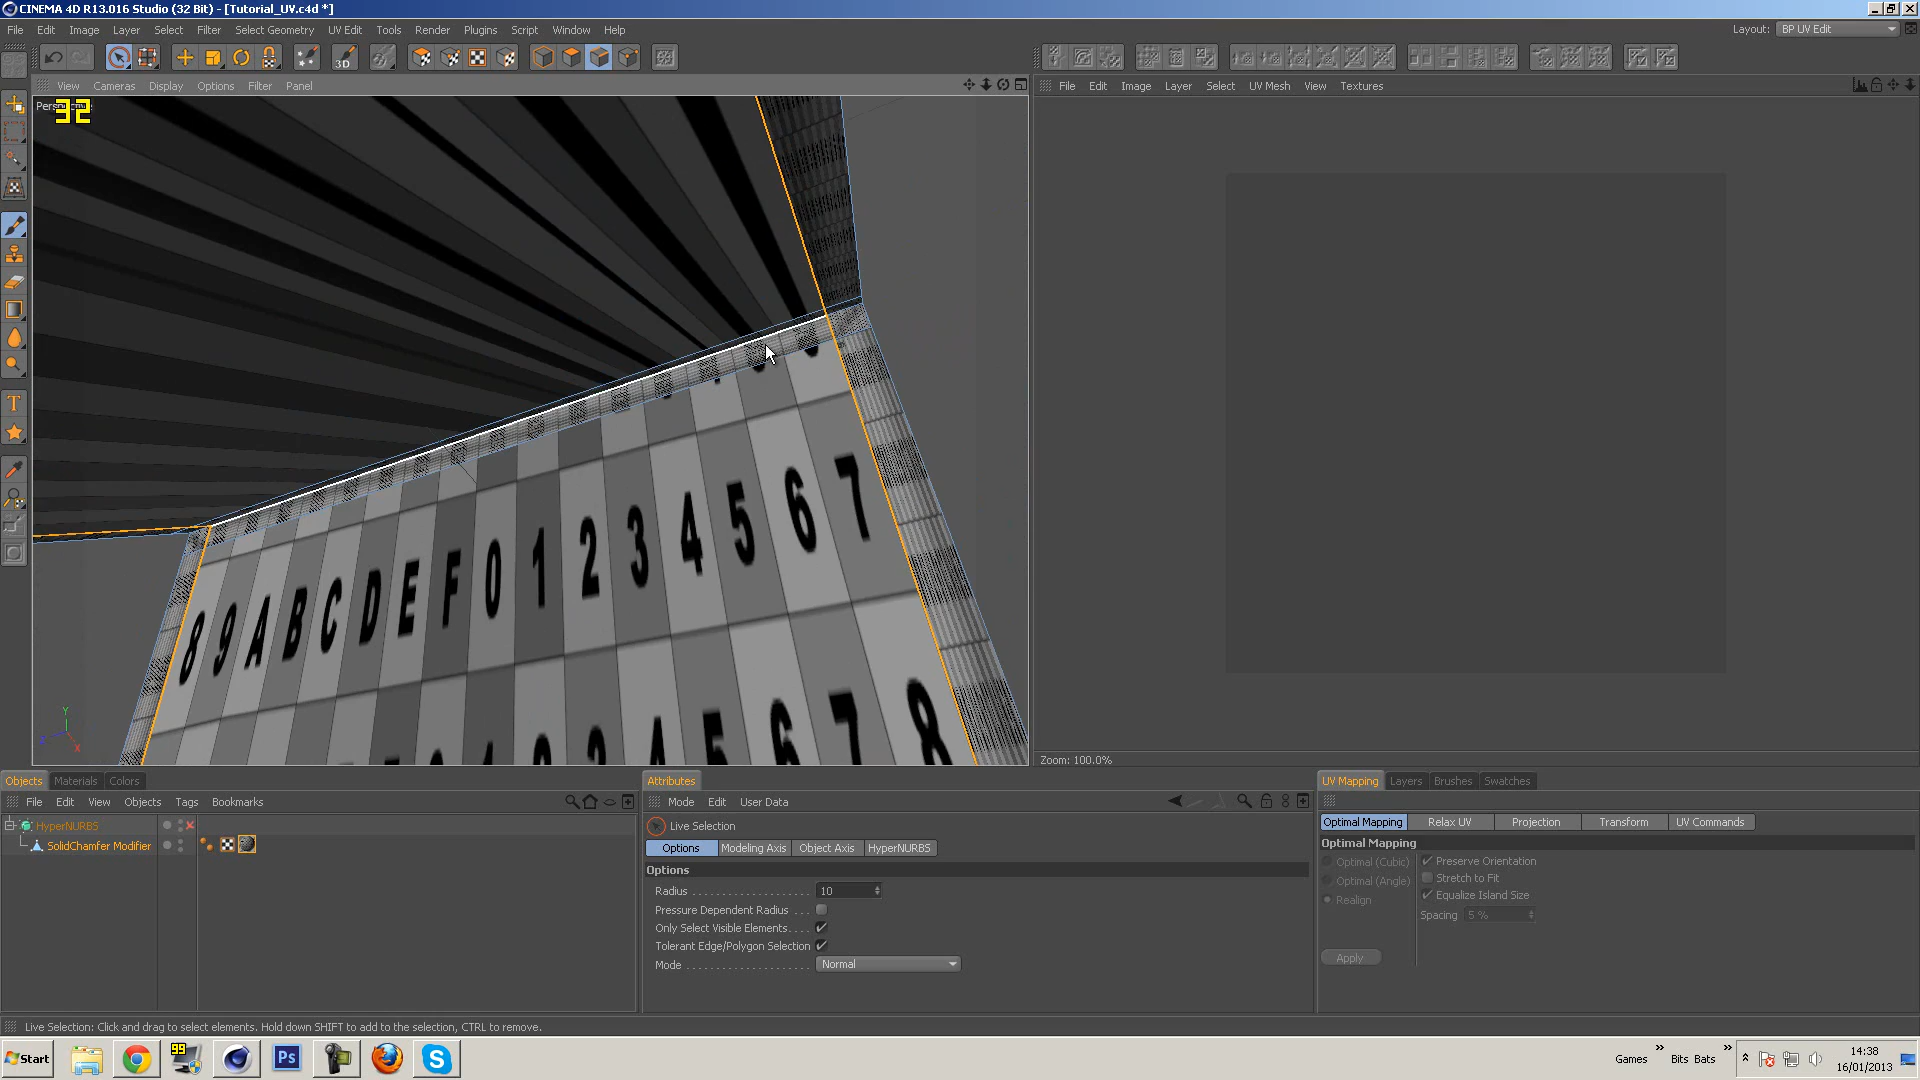 CINEMA 4D R13.016 Studio (32 Bit) - [Tutorial_UV.c4d *]
File Edit Image Layer Select Filter Select Geometry UV Edit Tools Render Plugins Script Window Help
Layout: BP UV Edit
3D
View Cameras Display Options Filter Panel
File Edit Image Layer Select UV Mesh View Textures
32
8 9 A B C D E F 0 1 2 3 4 5 6 7
5 6 7 8
Y
X
T
Zoom: 100.0%
Objects Materials Colors
File Edit View Objects Tags Bookmarks
HyperNURBS
SolidChamfer Modifier
Attributes
Mode Edit User Data
Live Selection
Options Modeling Axis Object Axis HyperNURBS
Options
Radius . . . . . . . . . . . . . . . . . . . . 10
Pressure Dependent Radius . . .
Only Select Visible Elements. . . .
Tolerant Edge/Polygon Selection
Mode . . . . . . . . . . . . . . . . . . . . Normal
UV Mapping Layers Brushes Swatches
Optimal Mapping Relax UV Projection Transform UV Commands
Optimal Mapping
Optimal (Cubic) Preserve Orientation
Optimal (Angle) Stretch to Fit
Realign Equalize Island Size
Spacing 5 %
Apply
Live Selection: Click and drag to select elements. Hold down SHIFT to add to the selection, CTRL to remove.
Start
99
Ps
Games » Bits Bats »
14:38
16/01/2013